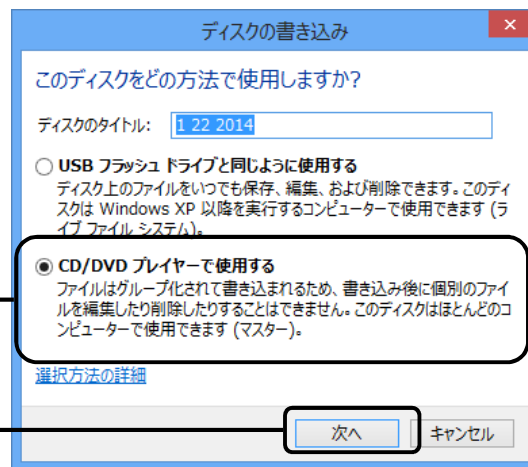 ディスクの書き込み
このディスクをどの方法で使用しますか?
ディスクのタイトル: 1 22 2014
USB フラッシュ ドライブと同じように使用する
ディスク上のファイルをいつでも保存、編集、および削除できます。このディ
スクは Windows XP 以降を実行するコンピューターで使用できます (ラ
イブ ファイル システム)。
CD/DVD プレイヤーで使用する
ファイルはグループ化されて書き込まれるため、書き込み後に個別のファイ
ルを編集したり削除したりすることはできません。このディスクはほとんどのコ
ンピューターで使用できます (マスター)。
選択方法の詳細
次へ キャンセル